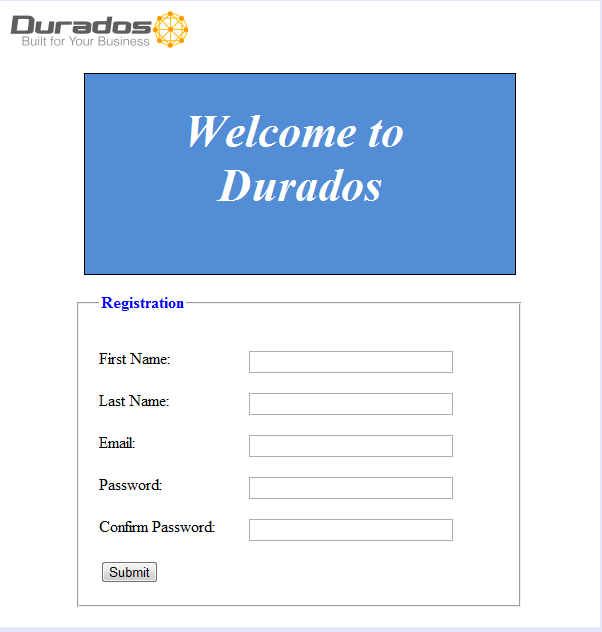 Durados
Built for Your Business
Welcome to
Durados
Registration
First Name:
Last Name:
Email:
Password:
Confirm Password:
Submit